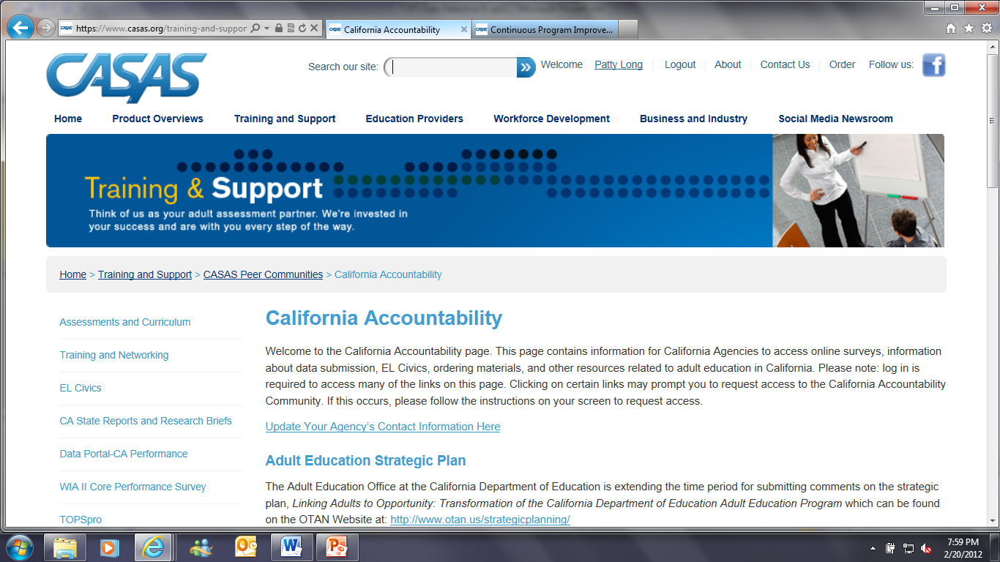 https://www.casas.org/training-and-suppor
California Accountability
Continuous Program Improve...
CASAS
Search our site:
Welcome Patty Long Logout About Contact Us Order Follow us:
Home Product Overviews Training and Support Education Providers Workforce Development Business and Industry Social Media Newsroom
Training & Support
Think of us as your adult assessment partner. We're invested in
your success and are with you every step of the way.
Home > Training and Support > CASAS Peer Communities > California Accountability
Assessments and Curriculum
Training and Networking
EL Civics
CA State Reports and Research Briefs
Data Portal-CA Performance
WIA II Core Performance Survey
TOPSpro
California Accountability
Welcome to the California Accountability page. This page contains information for California Agencies to access online surveys, information
about data submission, EL Civics, ordering materials, and other resources related to adult education in California. Please note: log in is
required to access many of the links on this page. Clicking on certain links may prompt you to request access to the California Accountability
Community. If this occurs, please follow the instructions on your screen to request access.
Update Your Agency's Contact Information Here
Adult Education Strategic Plan
The Adult Education Office at the California Department of Education is extending the time period for submitting comments on the strategic
plan, Linking Adults to Opportunity: Transformation of the California Department of Education Adult Education Program which can be found
on the OTAN Website at: http://www.otan.us/strategicplanning/
7:59 PM
2/20/2012